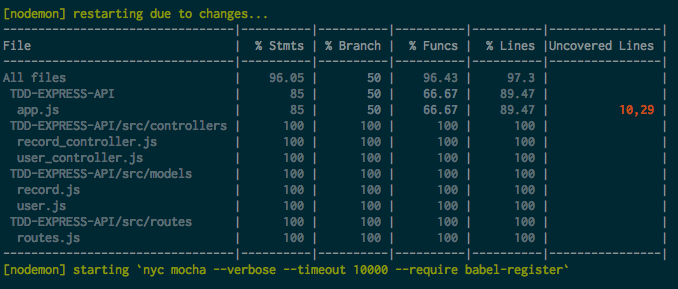 [nodemon] restarting due to changes...
----------------------------------|----------|----------|----------|----------|----------------|
File                              |  % Stmts | % Branch |  % Funcs |  % Lines |Uncovered Lines |
----------------------------------|----------|----------|----------|----------|----------------|
All files                         |    96.05 |       50 |    96.43 |     97.3 |                |
 TDD-EXPRESS-API                  |       85 |       50 |    66.67 |    89.47 |                |
  app.js                          |       85 |       50 |    66.67 |    89.47 |          10,29 |
 TDD-EXPRESS-API/src/controllers  |      100 |      100 |      100 |      100 |                |
  record_controller.js            |      100 |      100 |      100 |      100 |                |
  user_controller.js              |      100 |      100 |      100 |      100 |                |
 TDD-EXPRESS-API/src/models       |      100 |      100 |      100 |      100 |                |
  record.js                       |      100 |      100 |      100 |      100 |                |
  user.js                         |      100 |      100 |      100 |      100 |                |
 TDD-EXPRESS-API/src/routes       |      100 |      100 |      100 |      100 |                |
  routes.js                       |      100 |      100 |      100 |      100 |                |
----------------------------------|----------|----------|----------|----------|----------------|
[nodemon] starting `nyc mocha --verbose --timeout 10000 --require babel-register`